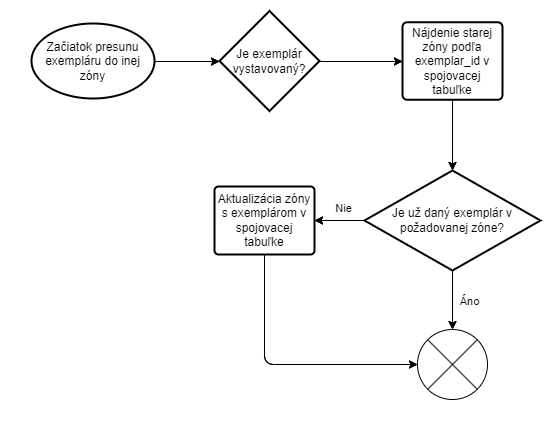 Začiatok presunu
exempláru do inej
zóny
Je exemplár
vystavovaný?
Nájdenie starej
zóny podľa
exemplar_id v
spojovacej
tabuľke
Je už daný exemplár v
požadovanej zóne?
Nie
Aktualizácia zóny
s exemplárom v
spojovacej
tabuľke
Áno